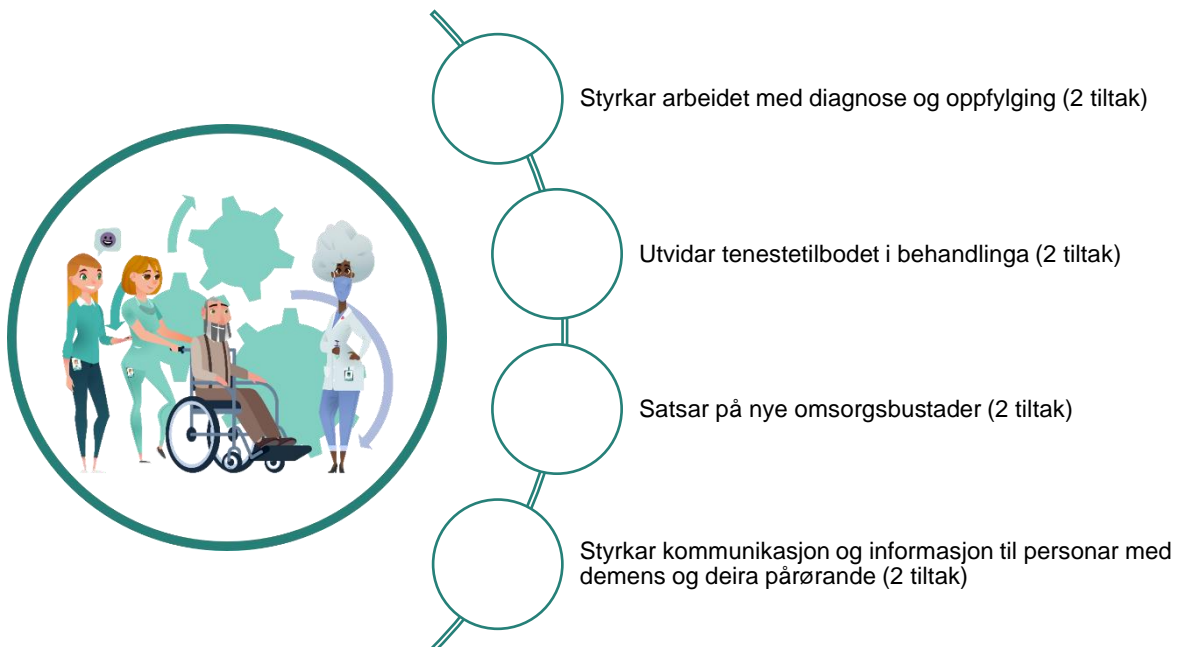 Styrkar arbeidet med diagnose og oppfylging (2 tiltak)
Utvidar tenestetilbodet i behandlinga (2 tiltak)
Satsar på nye omsorgsbustader (2 tiltak)
Styrkar kommunikasjon og informasjon til personar med
demens og deira pårørande (2 tiltak)